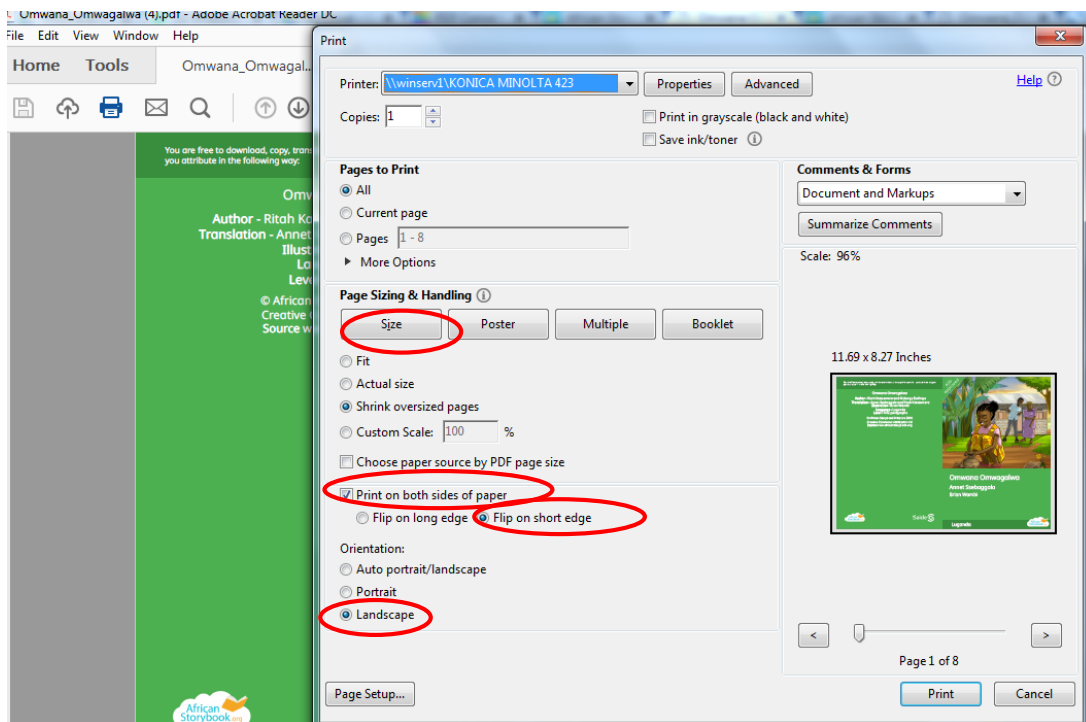 Omwana_Omwagalwa (4).pdf - Adobe Acrobat Reader DC
File Edit View Window Help
Home Tools Omwana_Omwagal...
You are free to download, copy, tran
you attribute in the following way:
Omw
Author - Ritah Ka
Translation - Annet
Illust
La
Leve
© African
Creative
Source w
African
Storybook.org
Print
Printer: \\winserv1\KONICA MINOLTA 423 Properties Advanced Help
Copies: 1
Print in grayscale (black and white)
Save ink/toner
Pages to Print
All
Current page
Pages 1 - 8
More Options
Page Sizing & Handling
Size Poster Multiple Booklet
Fit
Actual size
Shrink oversized pages
Custom Scale: 100 %
Choose paper source by PDF page size
Print on both sides of paper
Flip on long edge Flip on short edge
Orientation:
Auto portrait/landscape
Portrait
Landscape
Comments & Forms
Document and Markups
Summarize Comments
Scale: 96%
11.69 x 8.27 Inches
Omwana Omwagalwa
Annet Ssebaggala
Brian Wambi
Saide
Luganda
< >
Page 1 of 8
Page Setup... Print Cancel